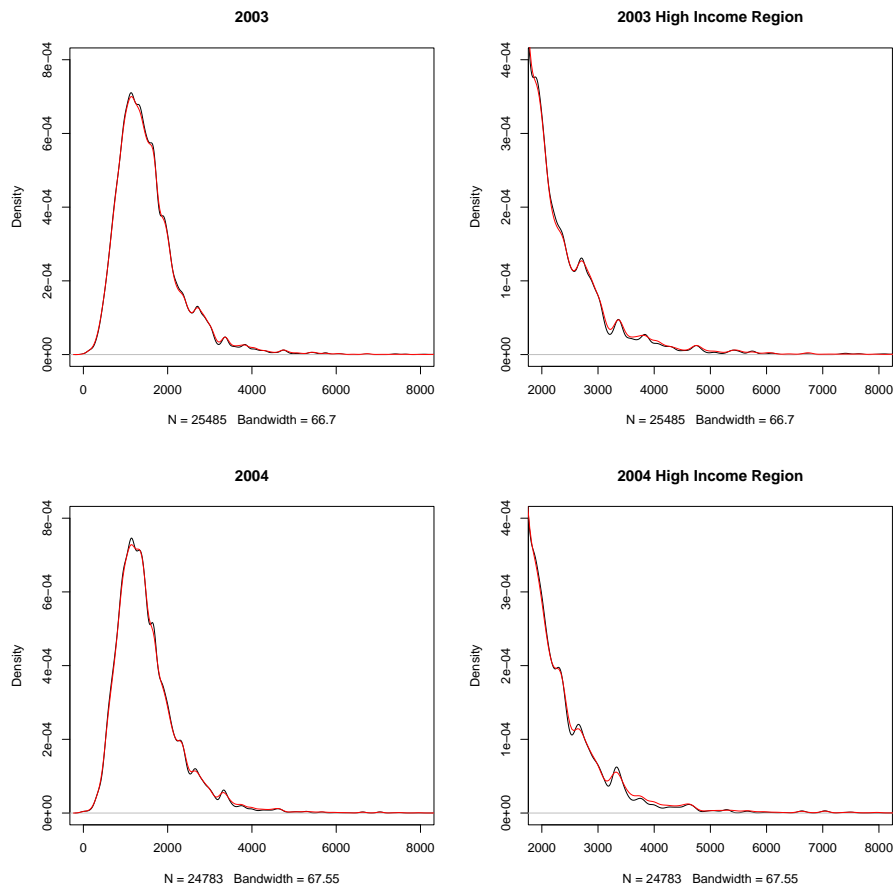 2003
Density
0e+00 2e-04 4e-04 6e-04 8e-04
0 2000 4000 6000 8000
N = 25485 Bandwidth = 66.7
2003 High Income Region
Density
0e+00 1e-04 2e-04 3e-04 4e-04
2000 3000 4000 5000 6000 7000 8000
N = 25485 Bandwidth = 66.7
2004
Density
0e+00 2e-04 4e-04 6e-04 8e-04
0 2000 4000 6000 8000
N = 24783 Bandwidth = 67.55
2004 High Income Region
Density
0e+00 1e-04 2e-04 3e-04 4e-04
2000 3000 4000 5000 6000 7000 8000
N = 24783 Bandwidth = 67.55